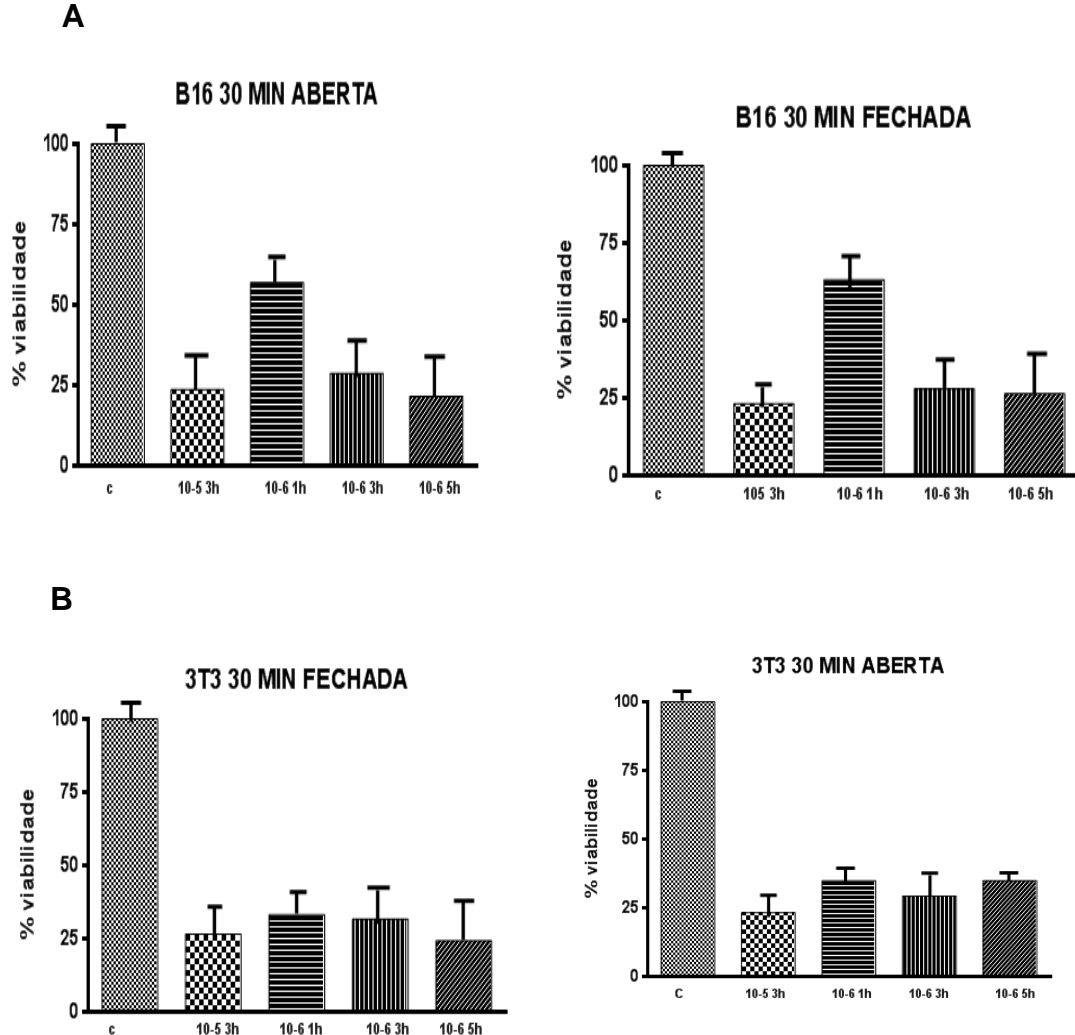 A
B16 30 MIN ABERTA
% viabilidade
100
75
50
25
0
c 10-5 3h 10-6 1h 10-6 3h 10-6 5h
B16 30 MIN FECHADA
% viabilidade
100
75
50
25
0
c 105 3h 10-6 1h 10-6 3h 10-6 5h
B
3T3 30 MIN FECHADA
% viabilidade
100
75
50
25
0
c 10-5 3h 10-6 1h 10-6 3h 10-6 5h
3T3 30 MIN ABERTA
% viabilidade
100
75
50
25
0
C 10-5 3h 10-6 1h 10-6 3h 10-6 5h